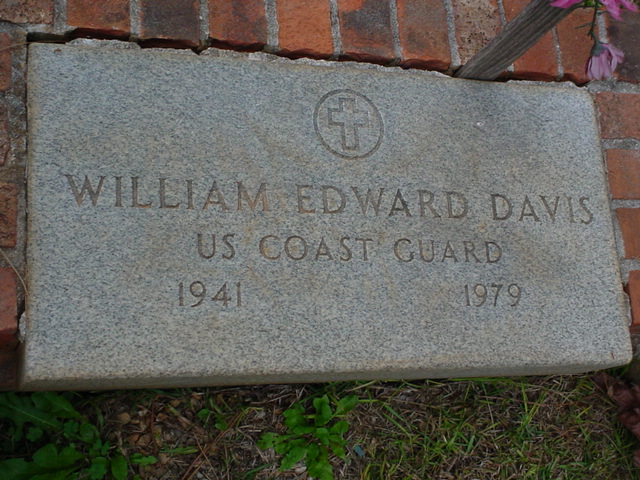 WILLIAM EDWARD DAVIS
US COAST GUARD
1941 1979